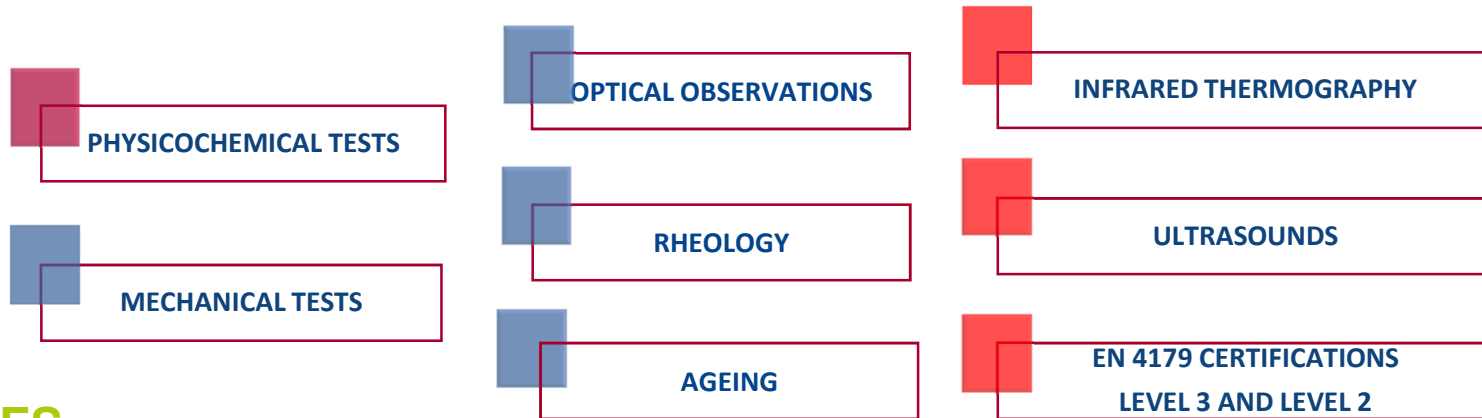 PHYSICOCHEMICAL TESTS
MECHANICAL TESTS
OPTICAL OBSERVATIONS
RHEOLOGY
AGEING
INFRARED THERMOGRAPHY
ULTRASOUNDS
EN 4179 CERTIFICATIONS
LEVEL 3 AND LEVEL 2